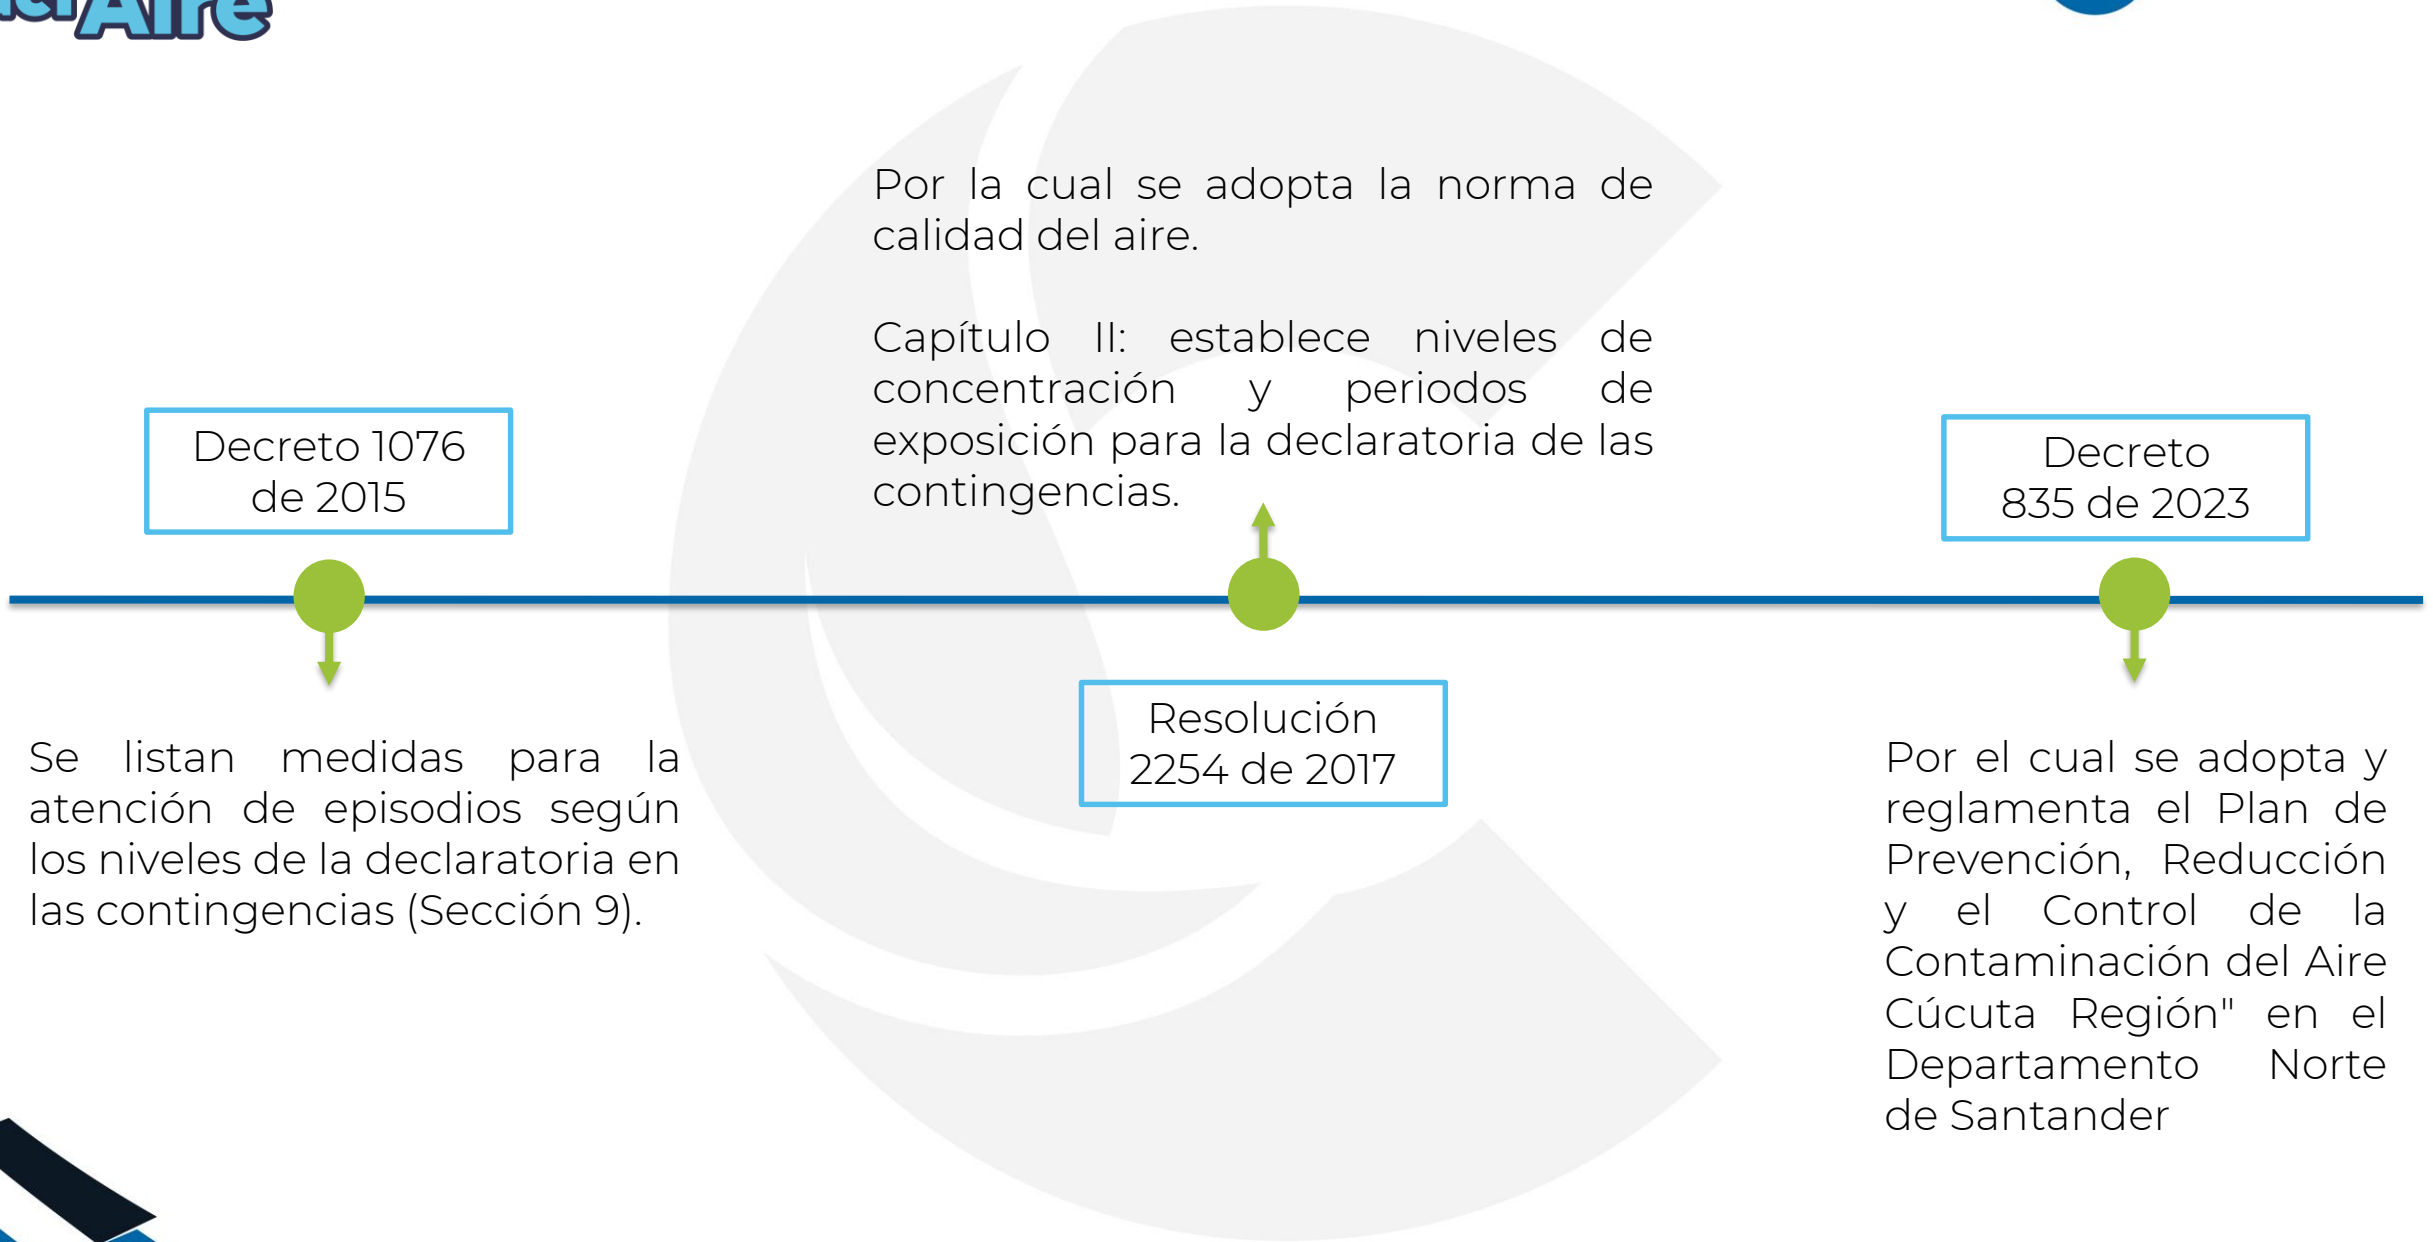 Aire
Por la cual se adopta la norma de
calidad del aire.
Capítulo II: establece niveles de
concentración y periodos de
exposición para la declaratoria de las
contingencias.
Decreto 1076
de 2015
Decreto
835 de 2023
Resolución
2254 de 2017
Se listan medidas para la
atención de episodios según
los niveles de la declaratoria en
las contingencias (Sección 9).
Por el cual se adopta y
reglamenta el Plan de
Prevención, Reducción
y el Control de la
Contaminación del Aire
Cúcuta Región" en el
Departamento Norte
de Santander